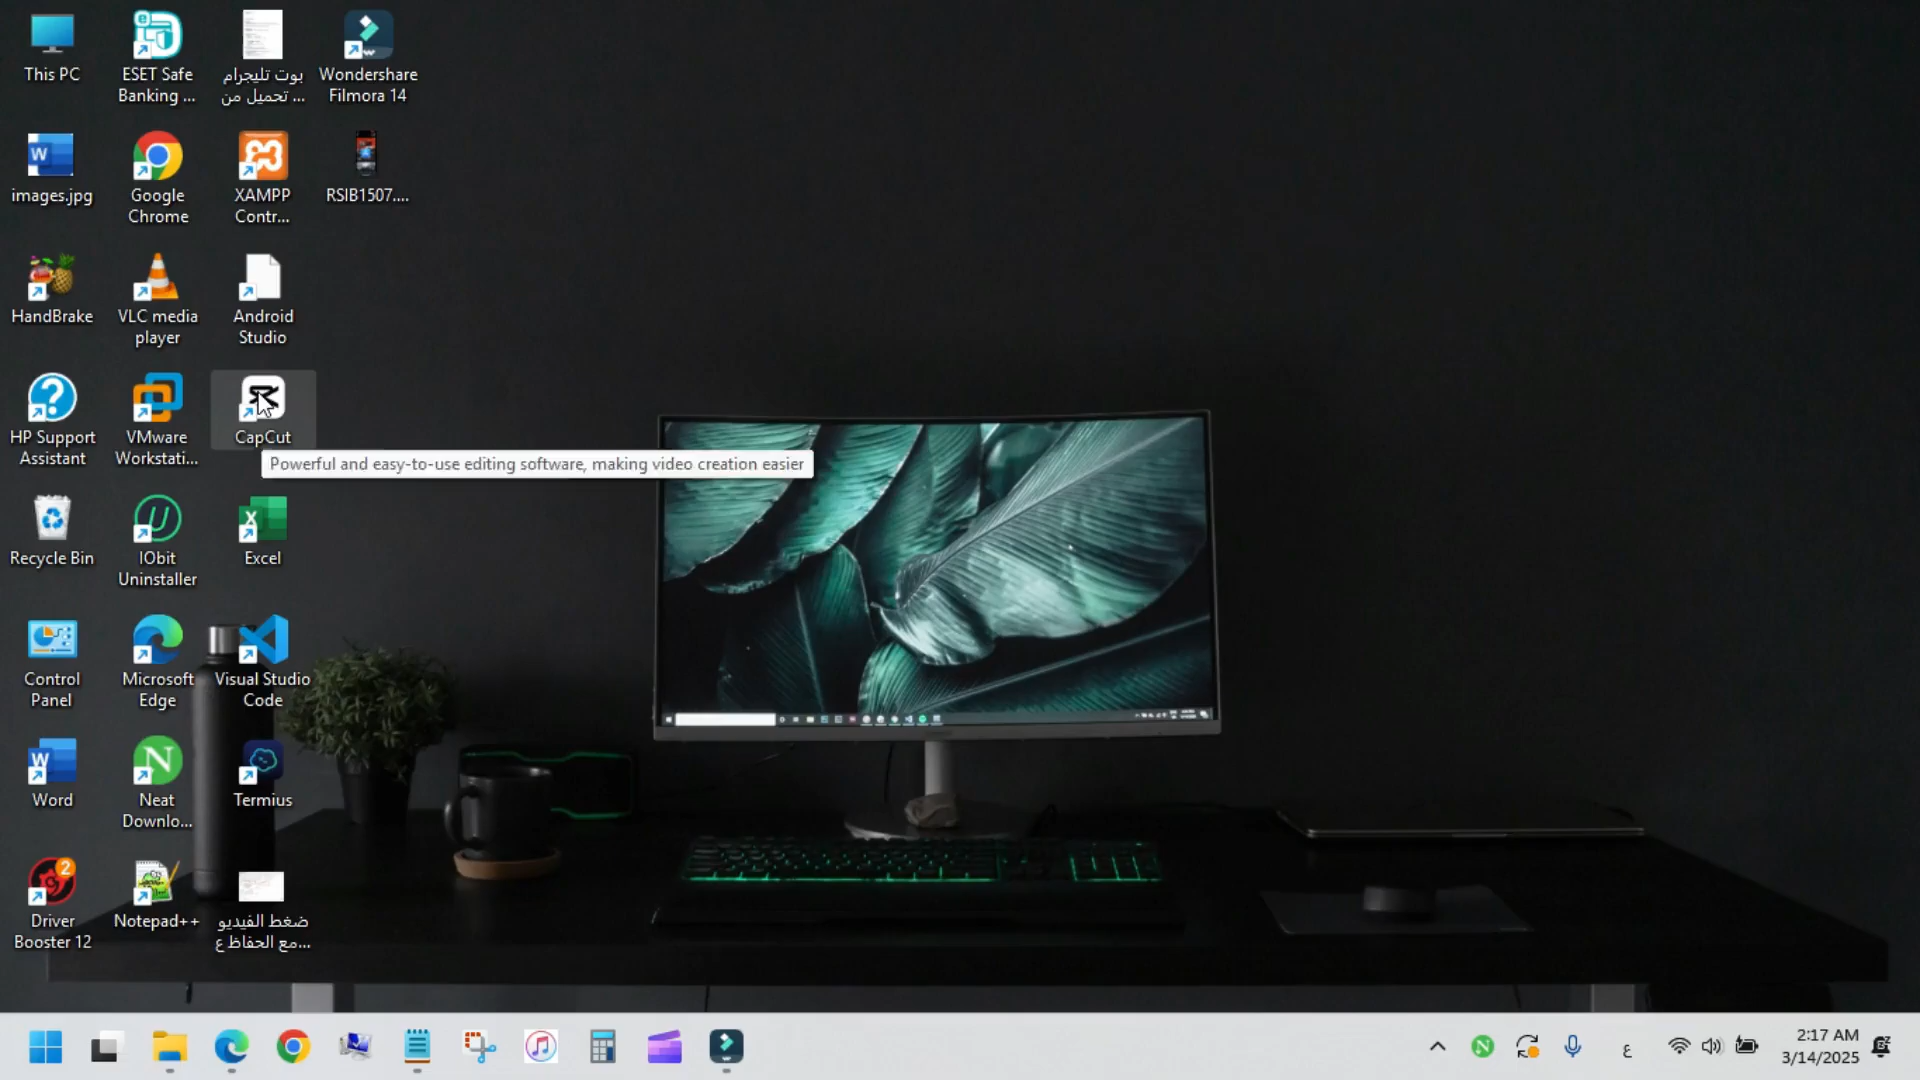 This PC
ESET Safe
Banking ...
بوت تليجرام
تحميل من ...
Wondershare
Filmora 14
images.jpg
Google
Chrome
XAMPP
Contr...
RSIB1507....
HandBrake
VLC media
player
Android
Studio
HP Support
Assistant
VMware
Workstati...
CapCut
Powerful and easy-to-use editing software, making video creation easier
Recycle Bin
IObit
Uninstaller
Excel
Control
Panel
Microsoft
Edge
Visual Studio
Code
Word
Neat
Downlo...
Termius
2
Driver
Booster 12
Notepad++
ضغط الفيديو
مع الحفاظ ع...
ع
2:17 AM
3/14/2025